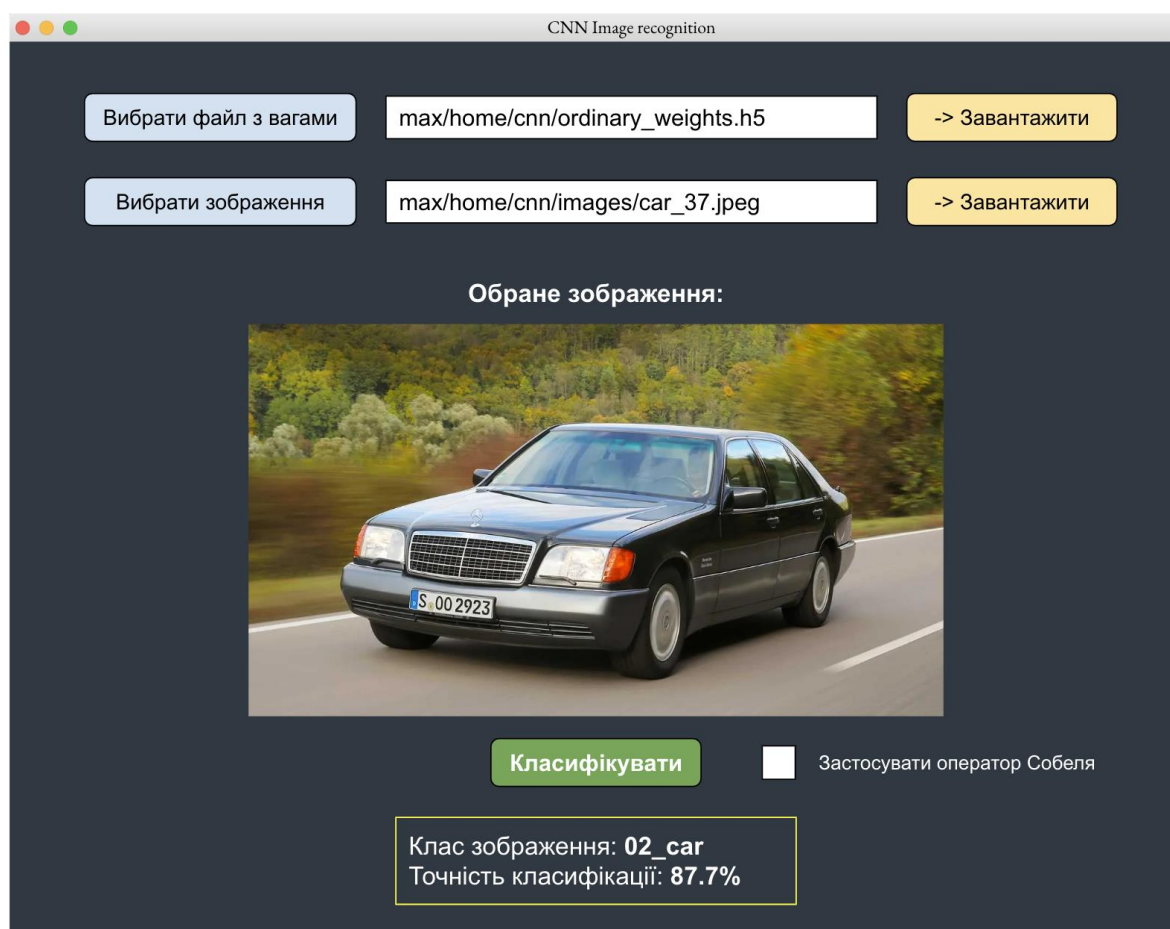 CNN Image recognition
Вибрати файл з вагами max/home/cnn/ordinary_weights.h5 -> Завантажити
Вибрати зображення max/home/cnn/images/car_37.jpeg -> Завантажити
Обране зображення:
S 00 2923
Класифікувати Застосувати оператор Собеля
Клас зображення: 02_car
Точність класифікації: 87.7%